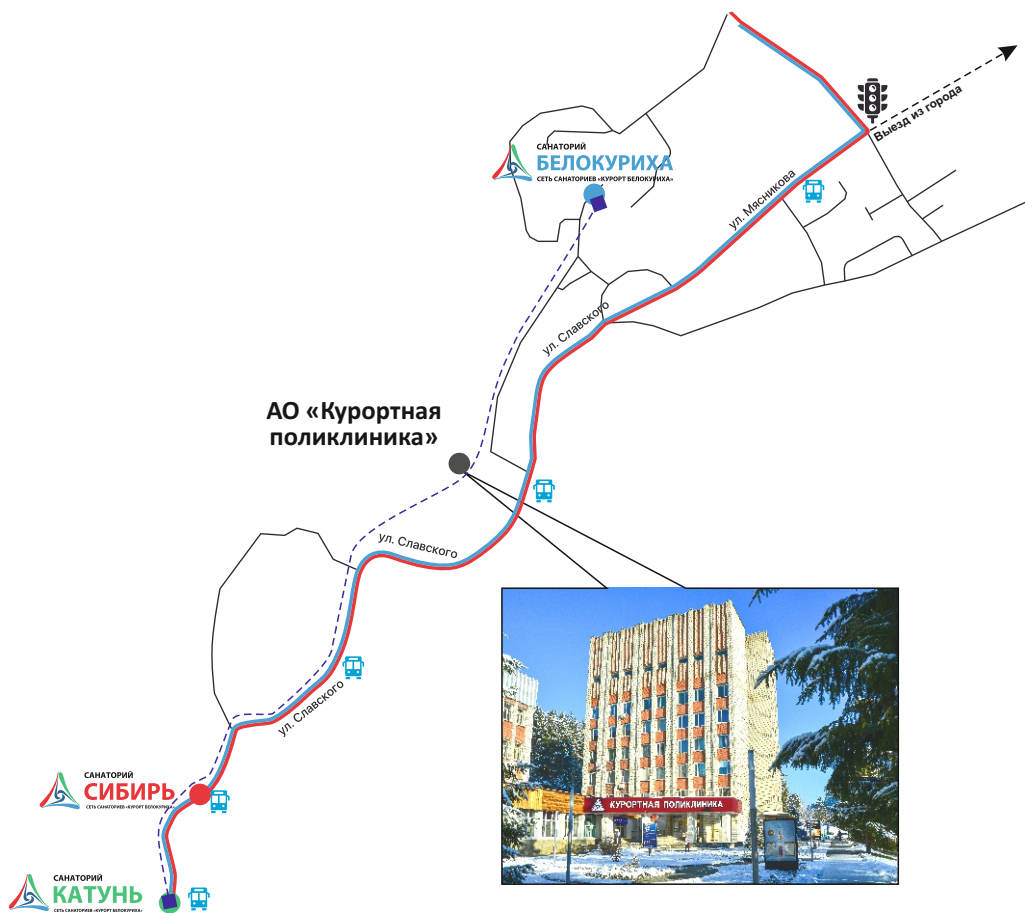 Выезд из города
САНАТОРИЙ
БЕЛОКУРИХА
СЕТЬ САНАТОРИЕВ «КУРОРТ БЕЛОКУРИХА»
ул. Мясникова
ул. Славского
АО «Курортная
поликлиника»
ул. Славского
ул. Славского
САНАТОРИЙ
СИБИРЬ
СЕТЬ САНАТОРИЕВ «КУРОРТ БЕЛОКУРИХА»
КУРОРТНАЯ ПОЛИКЛИНИКА
САНАТОРИЙ
КАТУНЬ
СЕТЬ САНАТОРИЕВ «КУРОРТ БЕЛОКУРИХА»